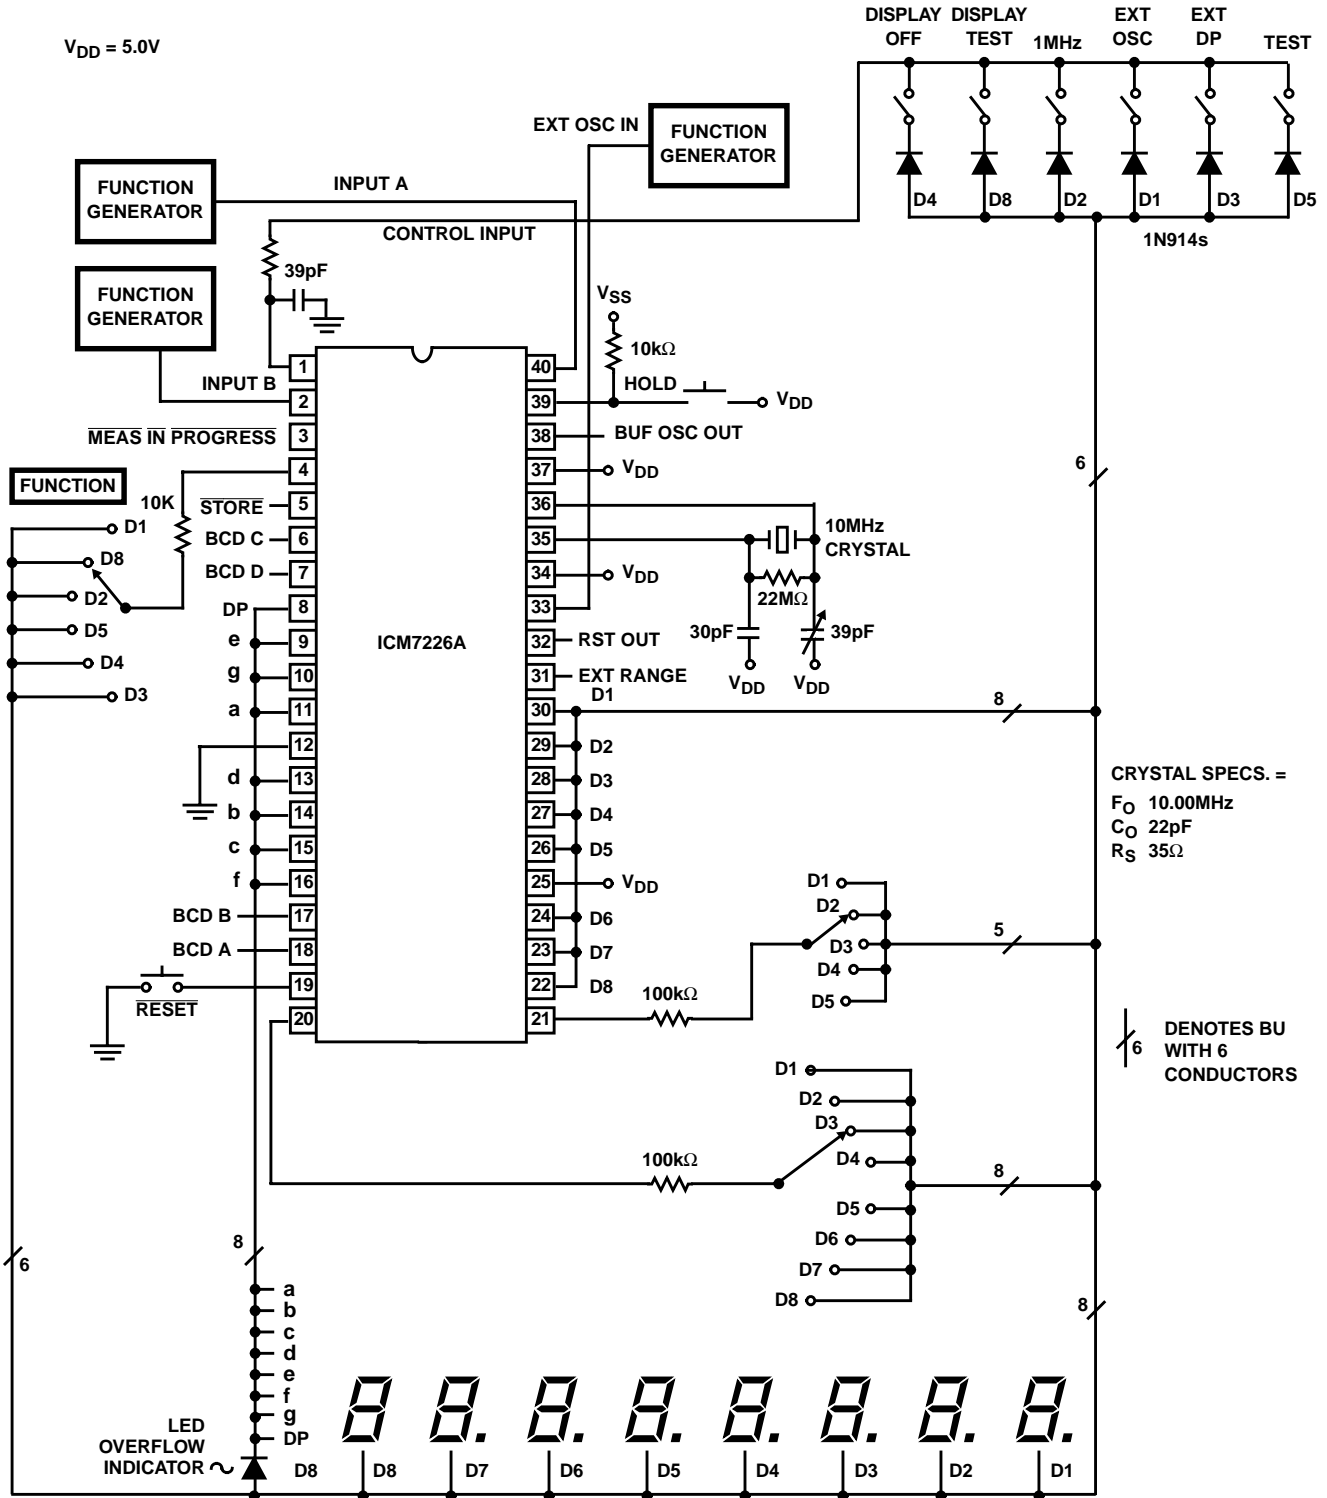 DISPLAY OFF
DISPLAY TEST
1MHz
EXT OSC
EXT DP
TEST
VDD = 5.0V
EXT OSC IN
FUNCTION GENERATOR
FUNCTION GENERATOR
INPUT A
D4
D8
D2
D1
D3
D5
CONTROL INPUT
1N914s
39pF
FUNCTION GENERATOR
VSS
10kΩ
INPUT B
HOLD
VDD
MEAS IN PROGRESS
BUF OSC OUT
VDD
6
FUNCTION
10K
STORE
10MHz CRYSTAL
D1
BCD C
D8
BCD D
VDD
22MΩ
D2
DP
30pF
39pF
D5
e
ICM7226A
RST OUT
D4
g
EXT RANGE
VDD
VDD
D3
a
D1
8
1
2
3
4
5
6
7
8
9
10
11
12
13
14
15
16
17
18
19
20
40
39
38
37
36
35
34
33
32
31
30
29
28
27
26
25
24
23
22
21
D2
d
D3
b
D4
c
D5
f
VDD
BCD B
D6
BCD A
D7
RESET
D8
CRYSTAL SPECS. =
FO 10.00MHz
CO 22pF
RS 35Ω
D1
D2
D3
D4
D5
5
100kΩ
6
DENOTES BU
WITH 6
CONDUCTORS
D1
D2
D3
D4
D5
D6
D7
D8
100kΩ
8
8
6
8
a
b
c
d
e
f
g
DP
LED
OVERFLOW
INDICATOR
D8
8
8.
8.
8.
8.
8.
8.
8.
D8
D7
D6
D5
D4
D3
D2
D1